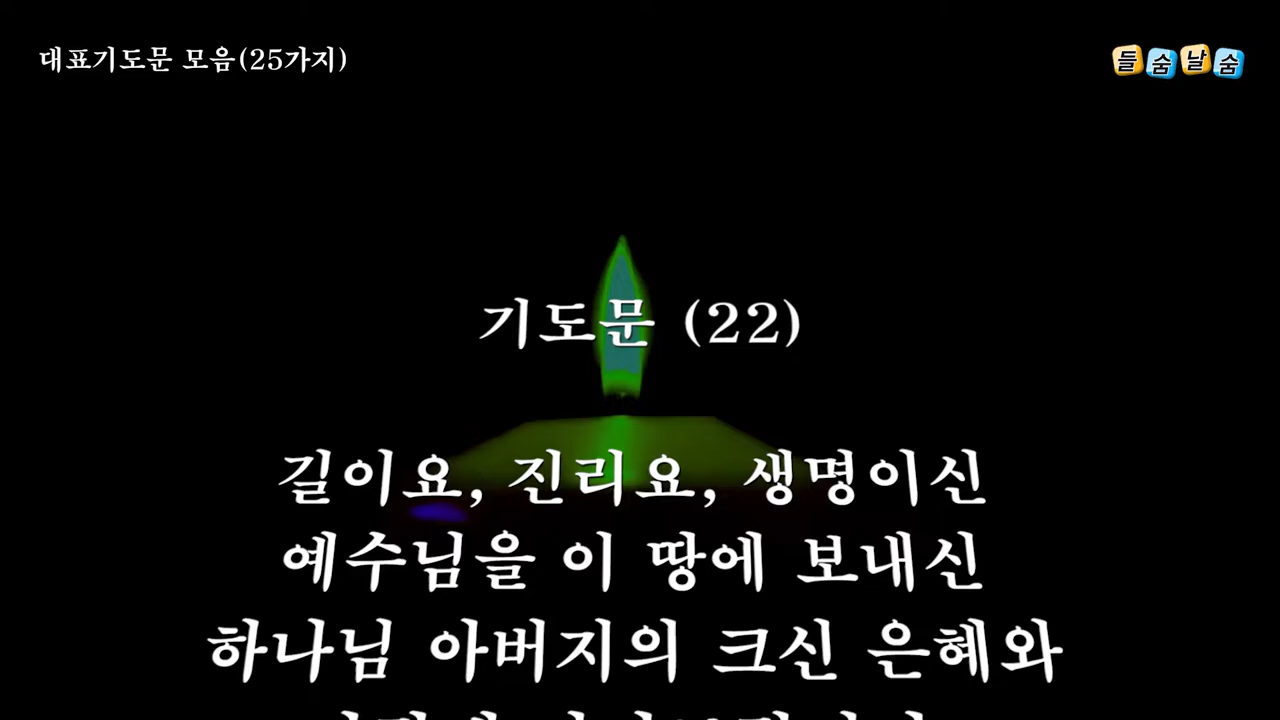 대표기도문 모음(25가지)
들숨날숨
기도문 (22)
길이요, 진리요, 생명이신
예수님을 이 땅에 보내신
하나님 아버지의 크신 은혜와